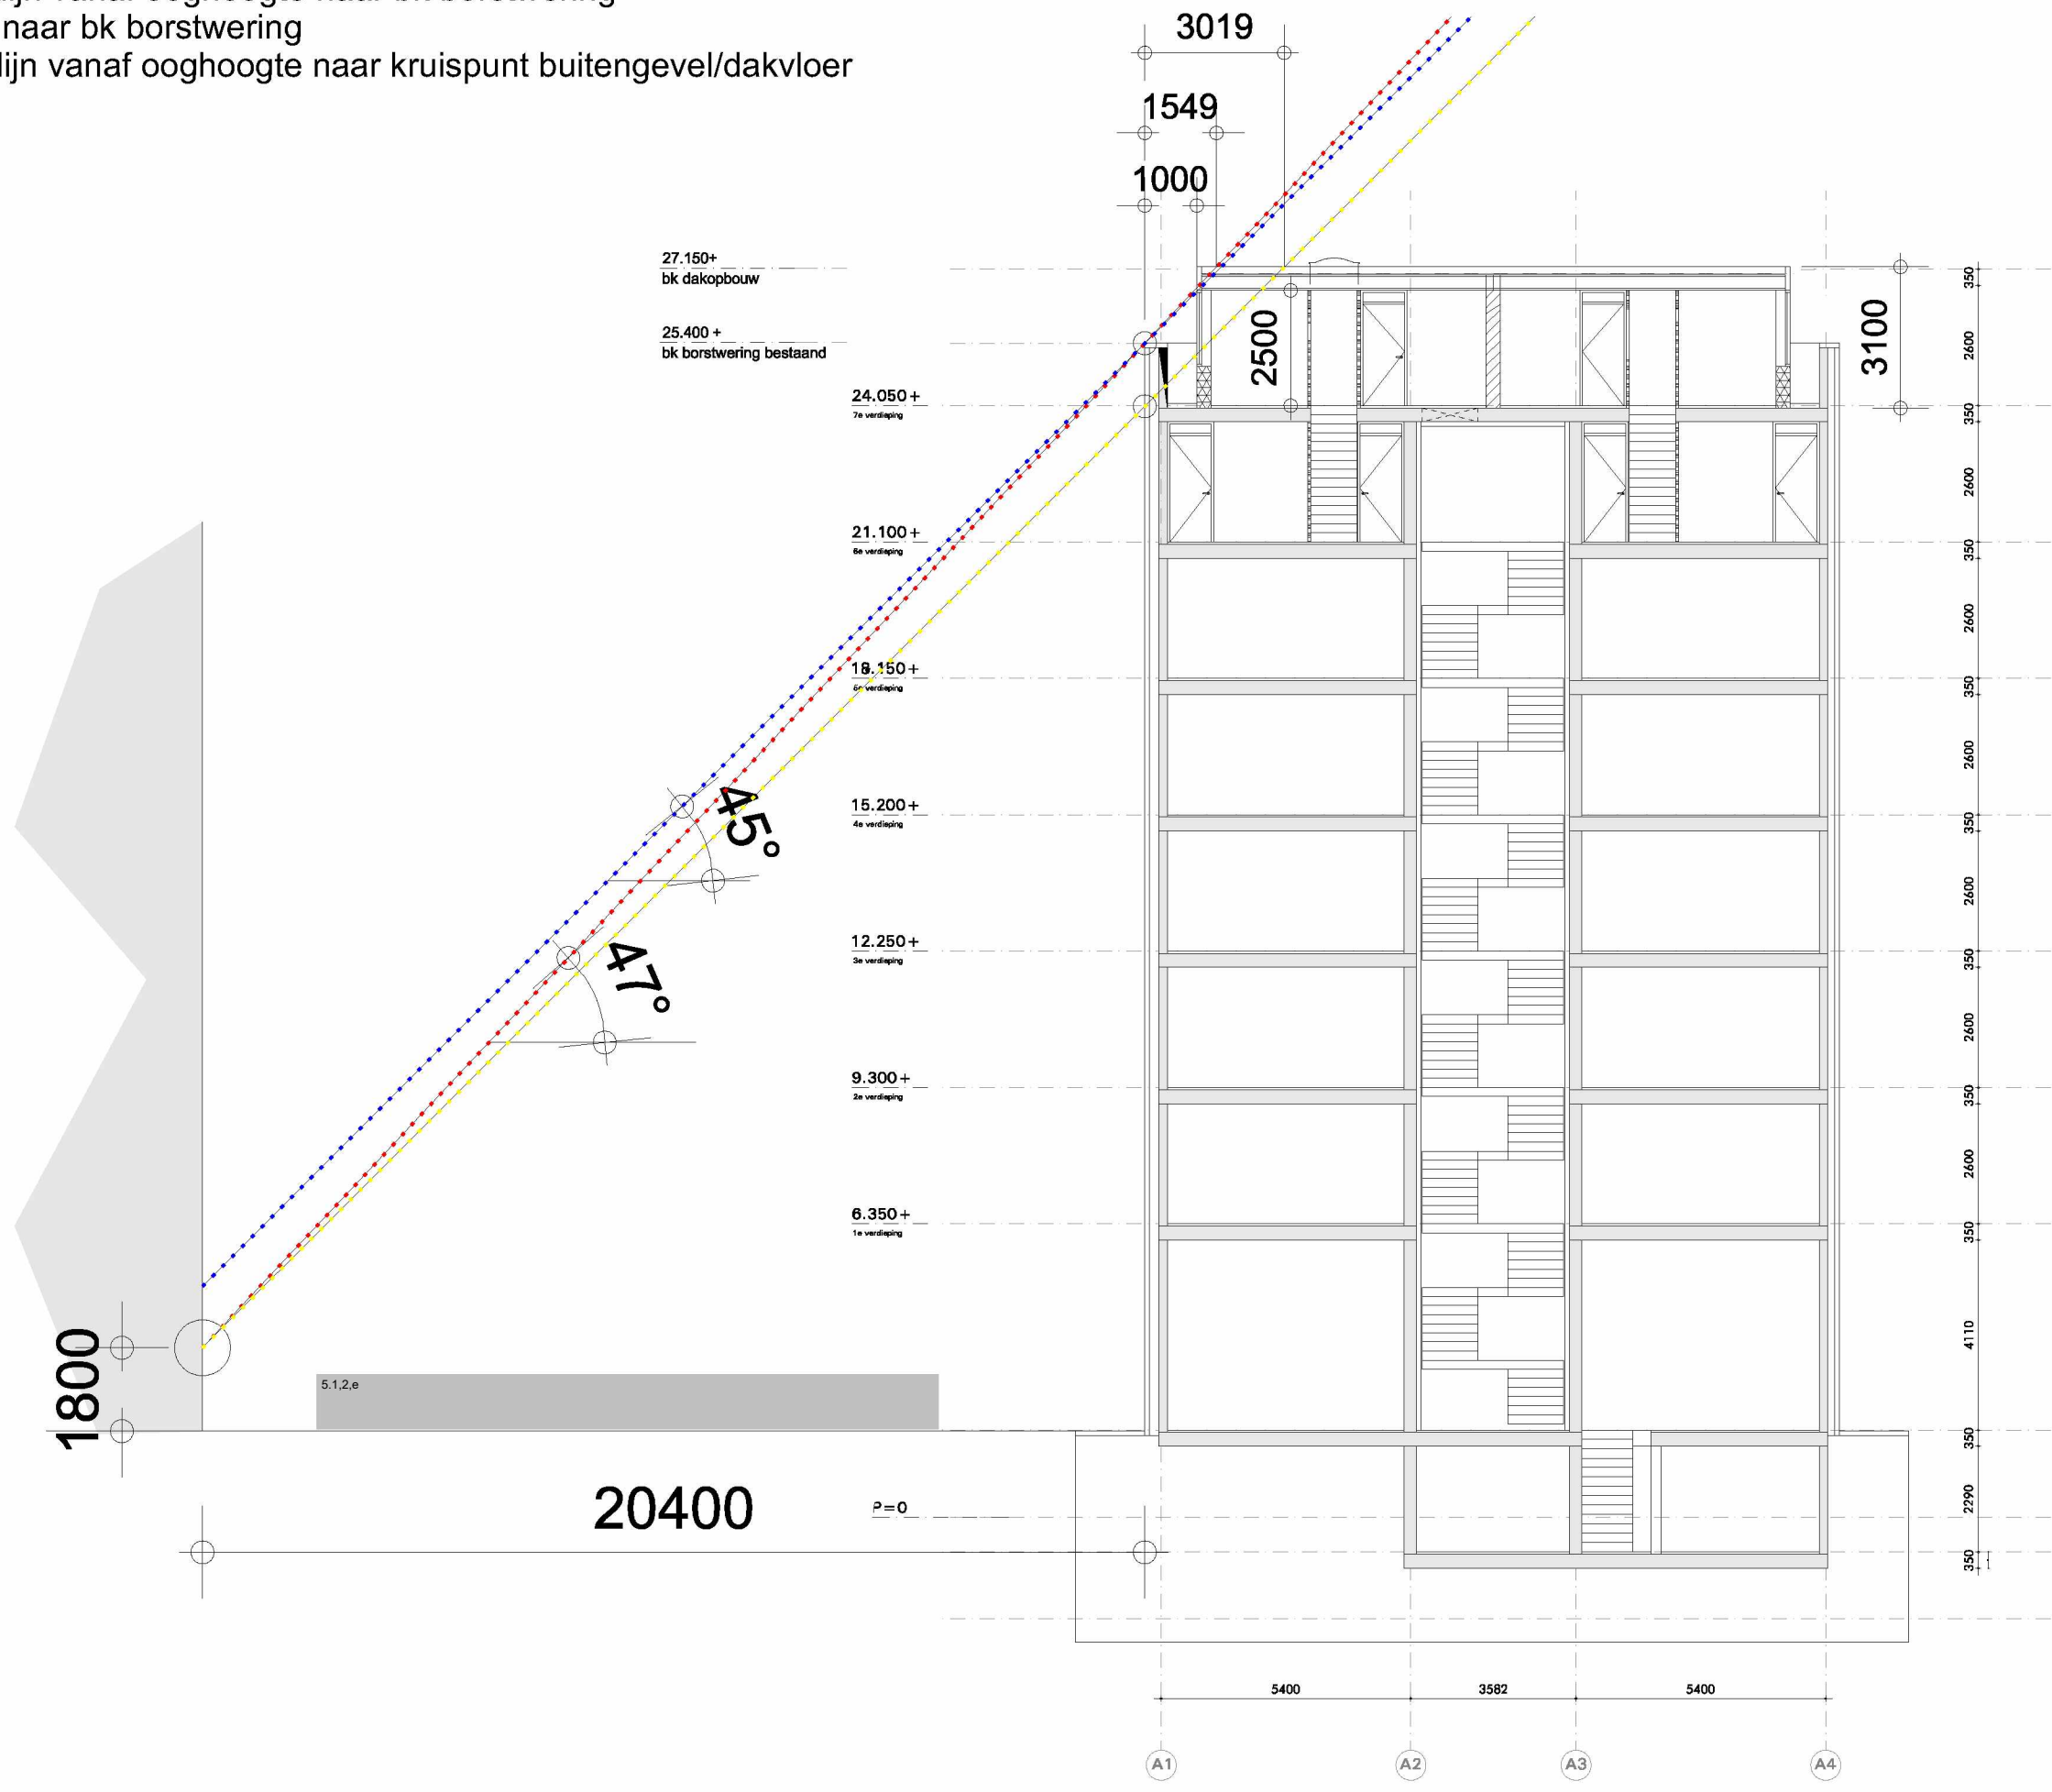 naar bk borstwering
lijn vanaf ooghoogte naar kruispunt buitengevel/dakvloer
3019
1549
1000
27.150+
bk dakopbouw
25.400 +
bk borstwering bestaand
24.050+
7e verdieping
21.100+
6e verdieping
18.150+
5e verdieping
15.200+
4e verdieping
12.250+
3e verdieping
9.300+
2e verdieping
6.350+
1e verdieping
2500
3100
45°
47°
1800
5.1,2,e
20400
P=0
350
2600
350
2600
350
2600
350
2600
350
2600
350
2600
350
2600
350
4110
350
2290
350
5400
3582
5400
A1
A2
A3
A4